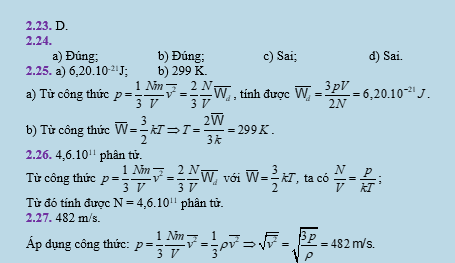 2.23. D.
2.24.
a) Đúng; b) Đúng; c) Sai; d) Sai.
2.25. a) 6,20.10⁻²¹J; b) 299 K.
a) Từ công thức p = 1/3 Nm/V v̅² = 2/3 N/V W̅_d, tính được W̅_d = 3pV/2N = 6,20.10⁻²¹ J.
b) Từ công thức W̅ = 3/2 kT ⇒ T = 2W̅/3k = 299 K.
2.26. 4,6.10¹¹ phân tử.
Từ công thức p = 1/3 Nm/V v̅² = 2/3 N/V W̅_d với W̅ = 3/2 kT, ta có N/V = p/kT;
Từ đó tính được N = 4,6.10¹¹ phân tử.
2.27. 482 m/s.
Áp dụng công thức: p = 1/3 Nm/V v̅² = 1/3 ρv̅² ⇒ √v̅² = √(3p/ρ) = 482 m/s.